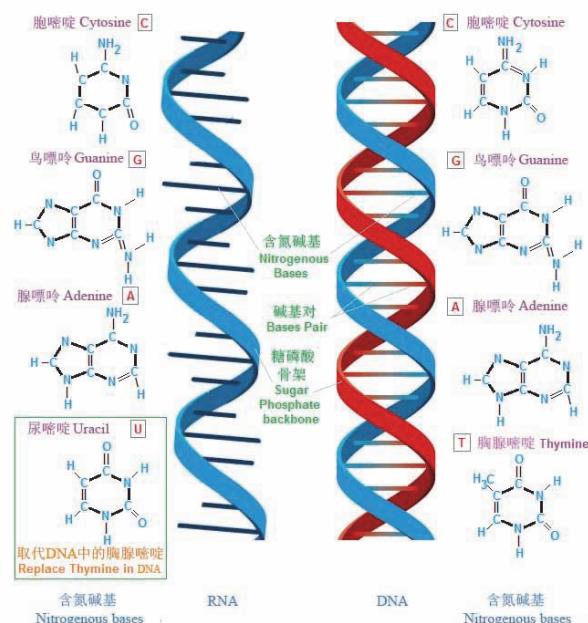 胞嘧啶 Cytosine C
NH₂
鸟嘌呤 Guanine G
腺嘌呤 Adenine A
NH₂
尿嘧啶 Uracil U
取代DNA中的胸腺嘧啶
Replace Thymine in DNA
含氮碱基
Nitrogenous bases
RNA
含氮碱基
Nitrogenous
Bases
碱基对
Bases Pair
糖磷酸
骨架
Sugar
Phosphate
backbone
DNA
C 胞嘧啶 Cytosine
NH₂
G 鸟嘌呤 Guanine
A 腺嘌呤 Adenine
NH₂
T 胸腺嘧啶 Thymine
H₃C
含氮碱基
Nitrogenous bases